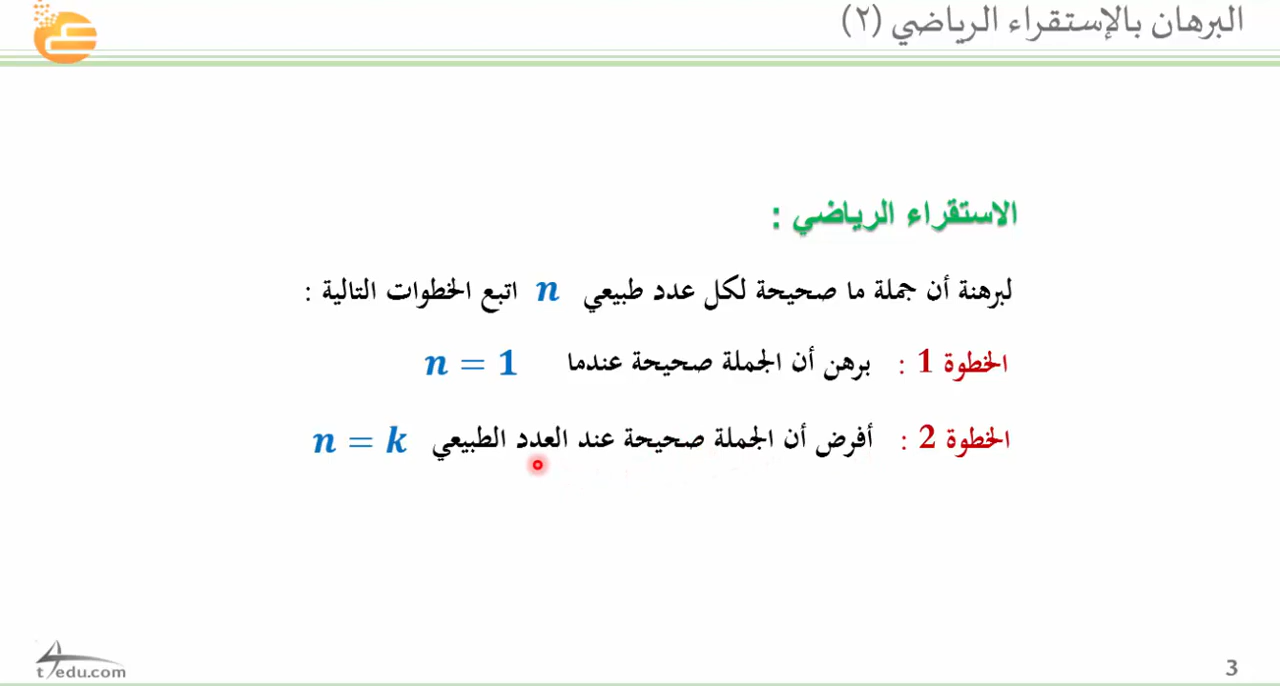 البرهان بالإستقراء الرياضي (٢)
الاستقراء الرياضي :
لبرهنة أن جملة ما صحيحة لكل عدد طبيعي n اتبع الخطوات التالية :
الخطوة 1 : برهن أن الجملة صحيحة عندما n = 1
الخطوة 2 : أفرض أن الجملة صحيحة عند العدد الطبيعي n = k
t4edu.com
3